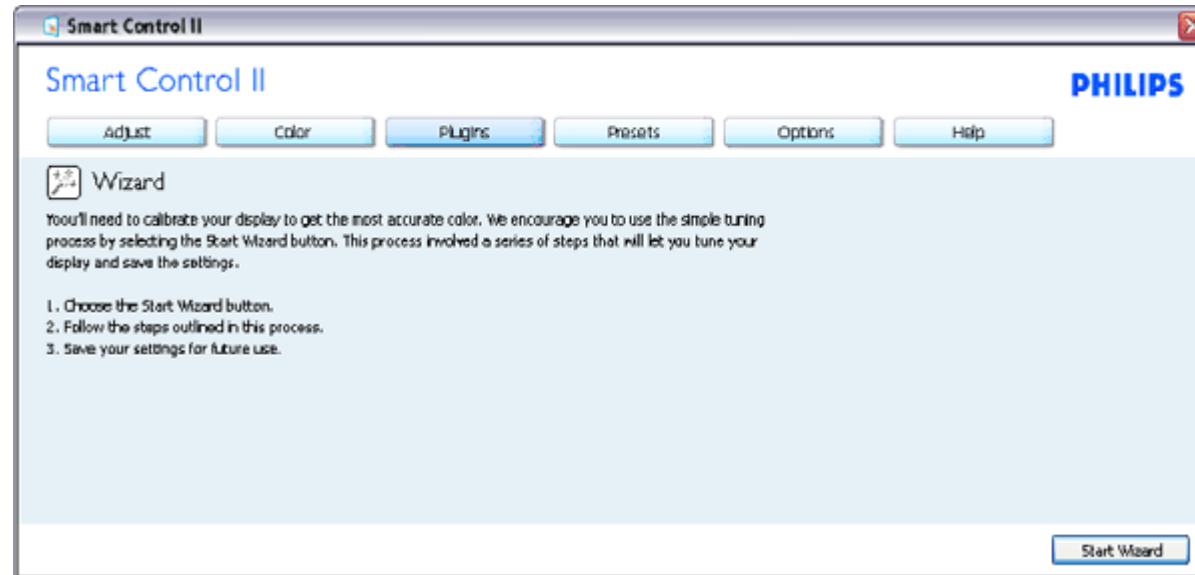 Smart Control II
Smart Control II
PHILIPS
Adjust Color Plugins Presets Options Help
Wizard
Yoou'll need to calibrate your display to get the most accurate color. We encourage you to use the simple tuning
process by selecting the Start Wizard button. This process involved a series of steps that will let you tune your
display and save the settings.
1. Choose the Start Wizard button.
2. Follow the steps outlined in this process.
3. Save your settings for future use.
Start Wizard